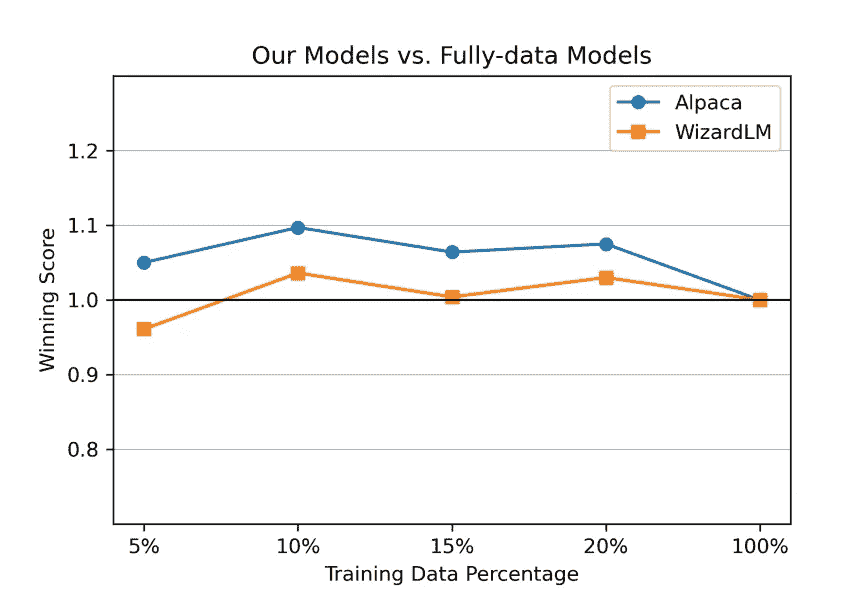 Our Models vs. Fully-data Models
Alpaca
WizardLM
1.2
1.1
1.0
0.9
0.8
Winning Score
5% 10% 15% 20% 100%
Training Data Percentage